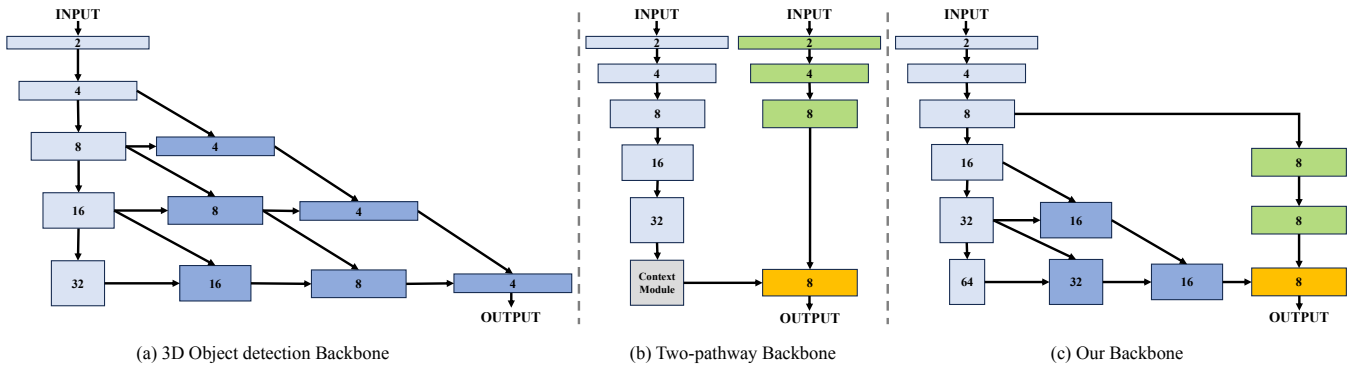 INPUT
2
4
8
4
16
8
4
32
16
8
4
OUTPUT
(a) 3D Object detection Backbone
INPUT
INPUT
2
2
4
4
8
8
16
32
Context
Module
8
OUTPUT
(b) Two-pathway Backbone
INPUT
2
4
8
16
8
32
16
8
64
32
16
8
OUTPUT
(c) Our Backbone